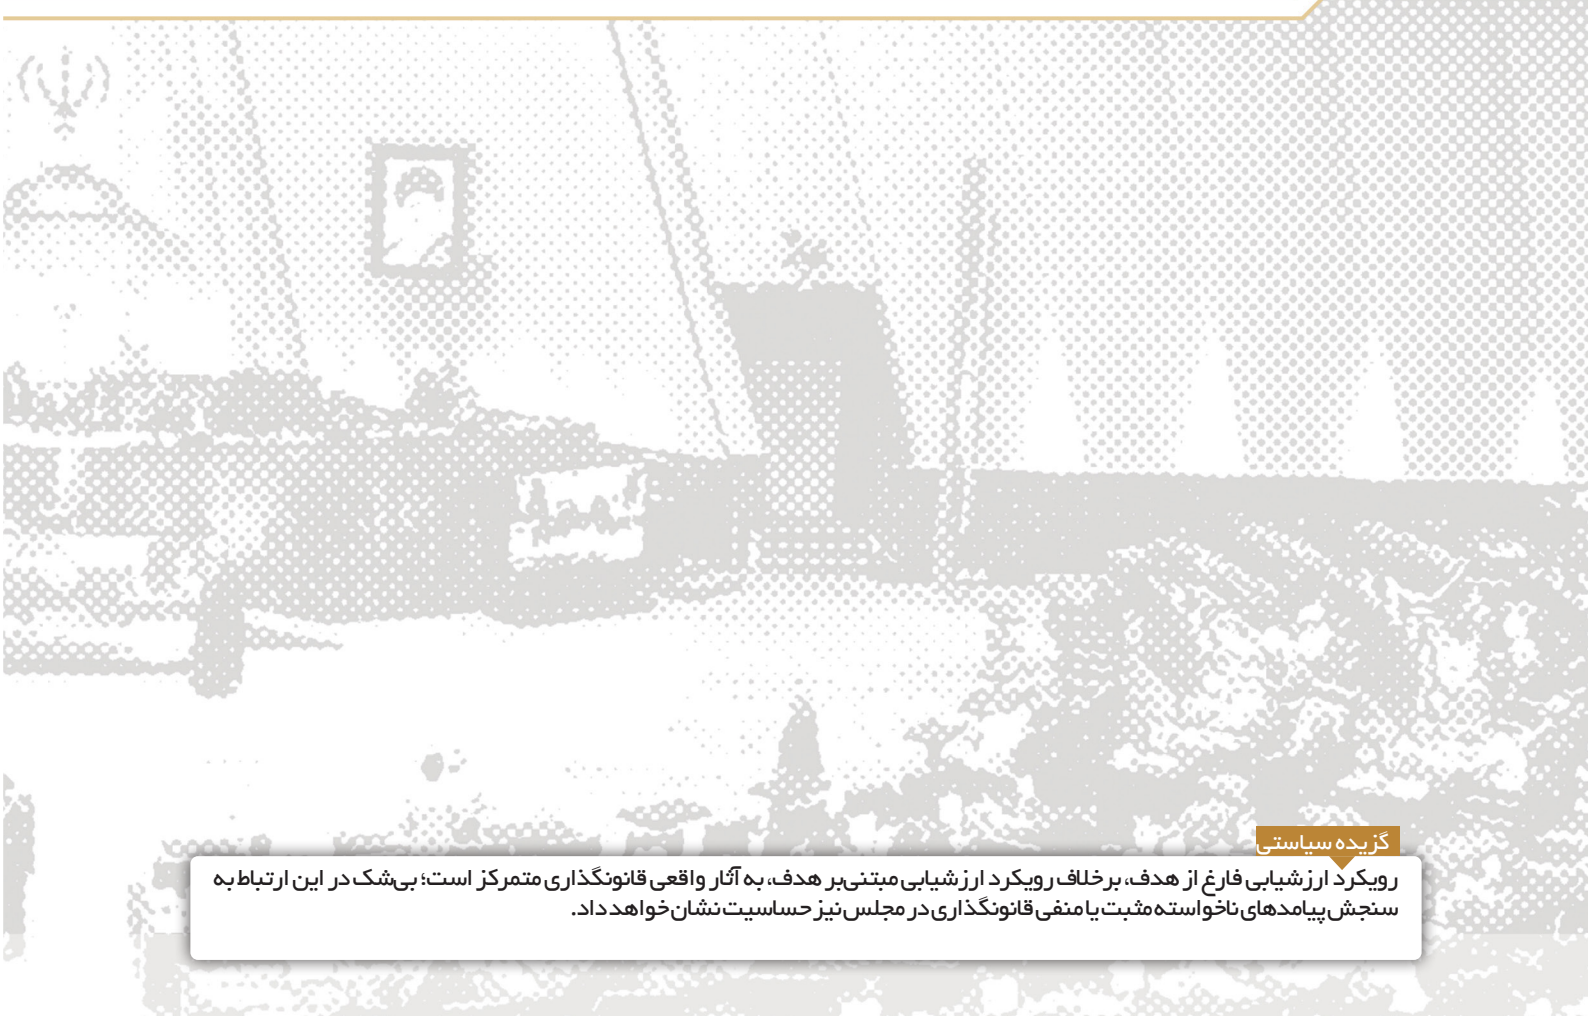 گزیده سیاستی
رویکرد ارزشیابی فارغ از هدف، برخلاف رویکرد ارزشیابی مبتنی‌بر هدف، به آثار واقعی قانونگذاری متمرکز است؛ بی‌شک در این ارتباط به
سنجش پیامدهای ناخواسته مثبت یا منفی قانونگذاری در مجلس نیز حساسیت نشان خواهد داد.